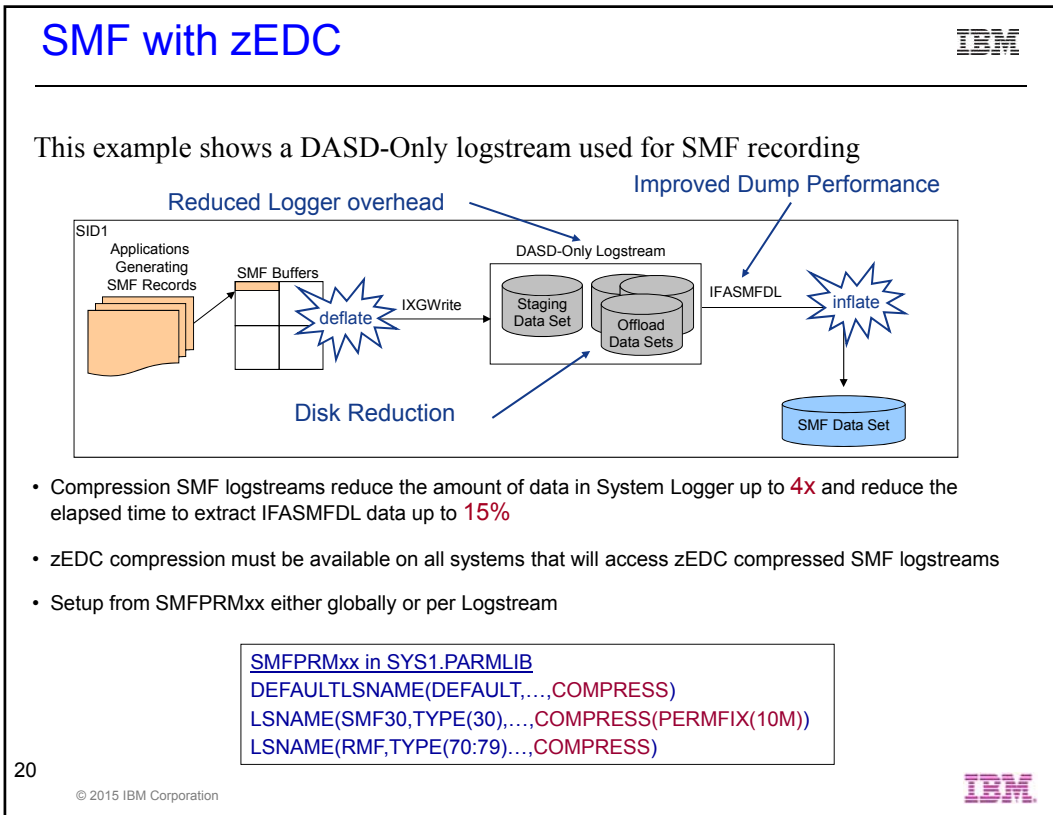 SMF with zEDC
IBM
This example shows a DASD-Only logstream used for SMF recording
Improved Dump Performance
Reduced Logger overhead
SID1
Applications
Generating
SMF Records
SMF Buffers
deflate
IXGWrite
DASD-Only Logstream
Staging
Data Set
Offload
Data Sets
IFASMFDL
inflate
Disk Reduction
SMF Data Set
• Compression SMF logstreams reduce the amount of data in System Logger up to 4x and reduce the
elapsed time to extract IFASMFDL data up to 15%
• zEDC compression must be available on all systems that will access zEDC compressed SMF logstreams
• Setup from SMFPRMxx either globally or per Logstream
SMFPRMxx in SYS1.PARMLIB
DEFAULTLSNAME(DEFAULT,…,COMPRESS)
LSNAME(SMF30,TYPE(30),…,COMPRESS(PERMFIX(10M))
LSNAME(RMF,TYPE(70:79)…,COMPRESS)
20
© 2015 IBM Corporation
IBM.